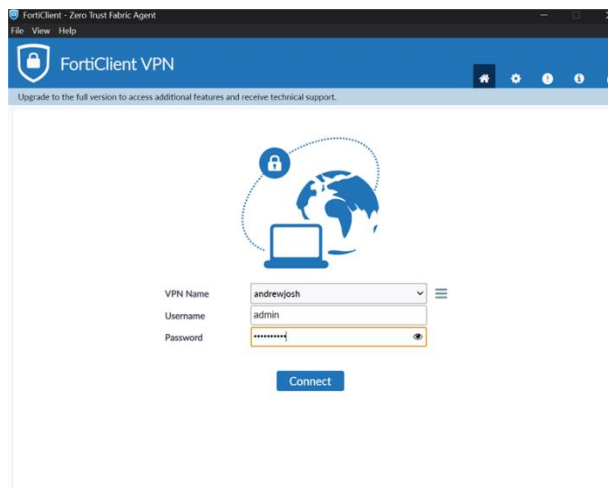 FortiClient - Zero Trust Fabric Agent
File View Help
FortiClient VPN
Upgrade to the full version to access additional features and receive technical support.
VPN Name andrewjosh
Username admin
Password ••••••••••
Connect